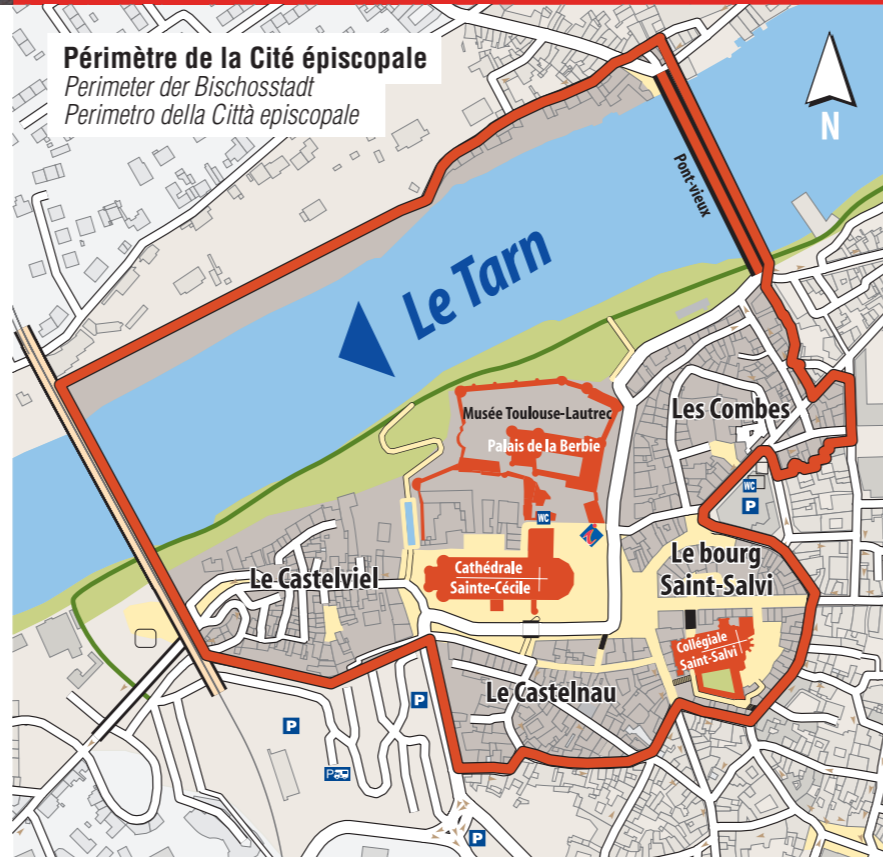 Périmètre de la Cité épiscopale
Perimeter der Bischosstadt
Perimetro della Città episcopale
N
Pont-vieux
Le Tarn
Musée Toulouse-Lautrec
Palais de la Berbie
Les Combes
WC
P
WC
i
Le bourg
Saint-Salvi
Cathédrale
Sainte-Cécile
Le Castelviel
Collégiale
Saint-Salvi
Le Castelnau
P
P
P
P